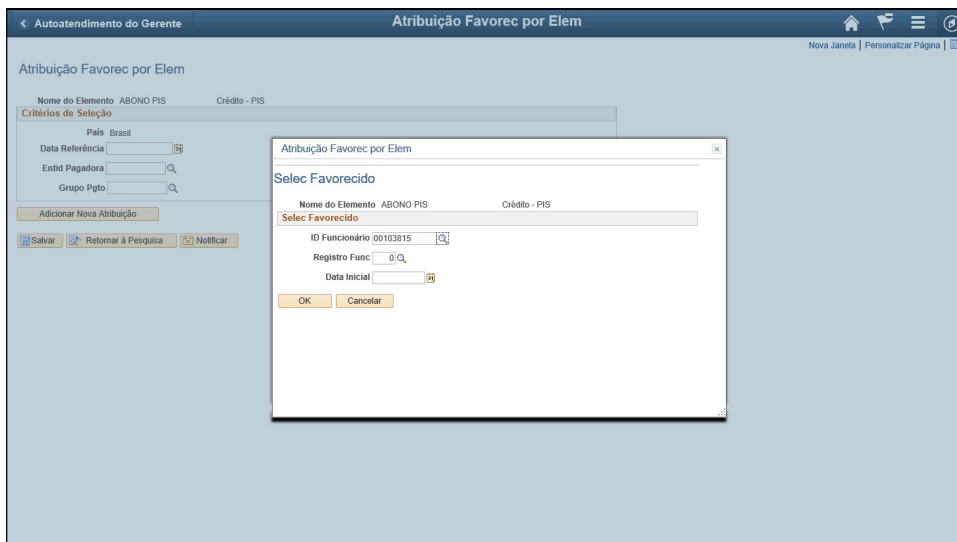 Autoatendimento do Gerente
Atribuição Favorec por Elem
Nova Janela | Personalizar Página |
Atribuição Favorec por Elem
Nome do Elemento ABONO PIS Crédito - PIS
Critérios de Seleção
País Brasil
Data Referência
Entid Pagadora
Grupo Pgto
Adicionar Nova Atribuição
Salvar Retornar à Pesquisa Notificar
Atribuição Favorec por Elem
Selec Favorecido
Nome do Elemento ABONO PIS Crédito - PIS
Selec Favorecido
ID Funcionário 00103815
Registro Func 0
Data Inicial
OK Cancelar